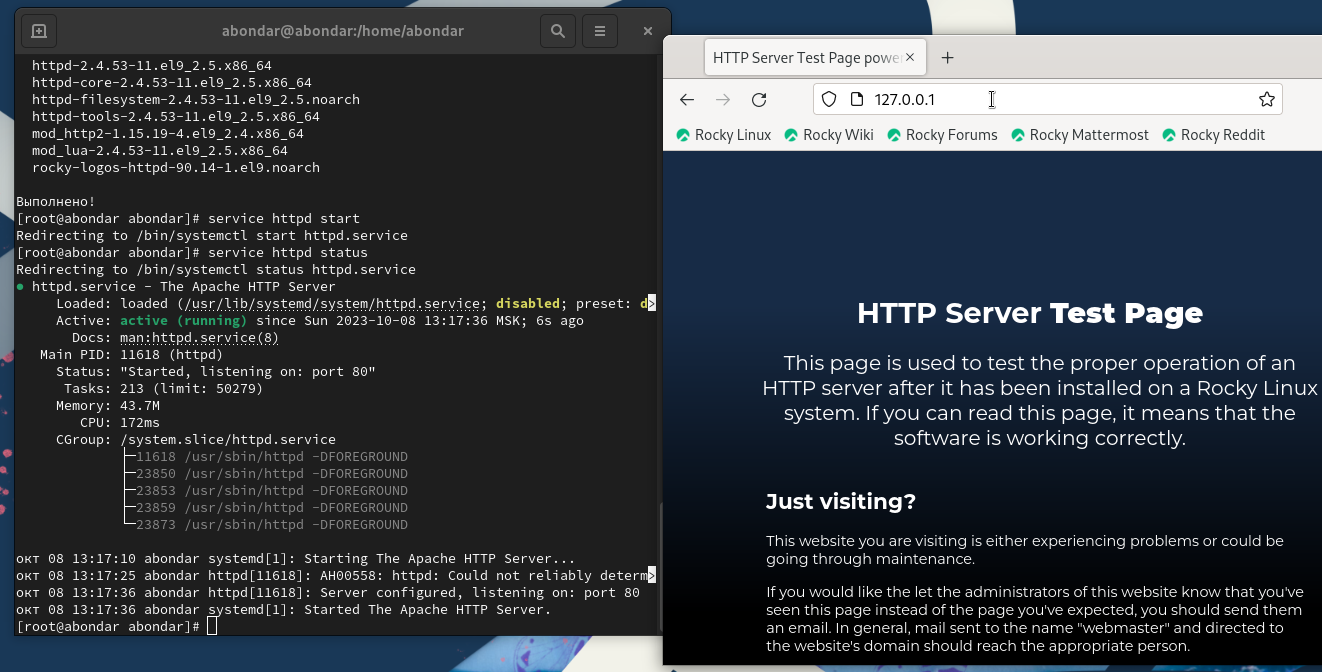 abondar@abondar:/home/abondar
httpd-2.4.53-11.el9_2.5.x86_64
httpd-core-2.4.53-11.el9_2.5.x86_64
httpd-filesystem-2.4.53-11.el9_2.5.noarch
httpd-tools-2.4.53-11.el9_2.5.x86_64
mod_http2-1.15.19-4.el9_2.4.x86_64
mod_lua-2.4.53-11.el9_2.5.x86_64
rocky-logos-httpd-90.14-1.el9.noarch
Выполнено!
[root@abondar abondar]# service httpd start
Redirecting to /bin/systemctl start httpd.service
[root@abondar abondar]# service httpd status
Redirecting to /bin/systemctl status httpd.service
● httpd.service - The Apache HTTP Server
Loaded: loaded (/usr/lib/systemd/system/httpd.service; disabled; preset: d>
Active: active (running) since Sun 2023-10-08 13:17:36 MSK; 6s ago
Docs: man:httpd.service(8)
Main PID: 11618 (httpd)
Status: "Started, listening on: port 80"
Tasks: 213 (limit: 50279)
Memory: 43.7M
CPU: 172ms
CGroup: /system.slice/httpd.service
├─11618 /usr/sbin/httpd -DFOREGROUND
├─23850 /usr/sbin/httpd -DFOREGROUND
├─23853 /usr/sbin/httpd -DFOREGROUND
├─23859 /usr/sbin/httpd -DFOREGROUND
└─23873 /usr/sbin/httpd -DFOREGROUND
окт 08 13:17:10 abondar systemd[1]: Starting The Apache HTTP Server...
окт 08 13:17:25 abondar httpd[11618]: AH00558: httpd: Could not reliably determ>
окт 08 13:17:36 abondar httpd[11618]: Server configured, listening on: port 80
окт 08 13:17:36 abondar systemd[1]: Started The Apache HTTP Server.
[root@abondar abondar]#
HTTP Server Test Page powe
127.0.0.1
Rocky Linux Rocky Wiki Rocky Forums Rocky Mattermost Rocky Reddit
HTTP Server Test Page
This page is used to test the proper operation of an
HTTP server after it has been installed on a Rocky Linux
system. If you can read this page, it means that the
software is working correctly.
Just visiting?
This website you are visiting is either experiencing problems or could be
going through maintenance.
If you would like the let the administrators of this website know that you've
seen this page instead of the page you've expected, you should send them
an email. In general, mail sent to the name "webmaster" and directed to
the website's domain should reach the appropriate person.